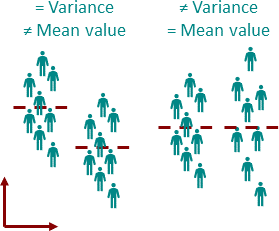 = Variance
≠ Mean value
≠ Variance
= Mean value